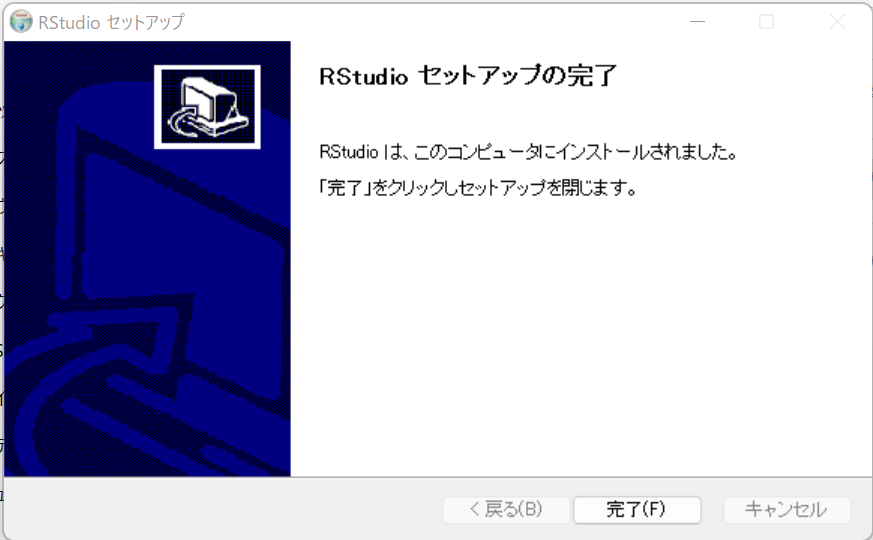 RStudio セットアップ
RStudio セットアップの完了
RStudio は、このコンピュータにインストールされました。
「完了」をクリックしセットアップを閉じます。
< 戻る(B)
完了(F)
キャンセル